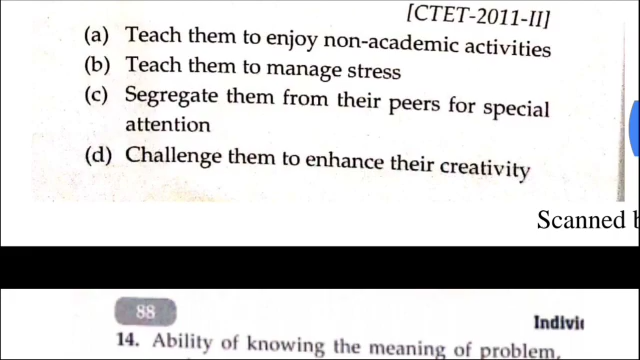 [CTET-2011-II]
(a) Teach them to enjoy non-academic activities
(b) Teach them to manage stress
(c) Segregate them from their peers for special
attention
(d) Challenge them to enhance their creativity
Scanned
88
14. Ability of knowing the meaning of problem,